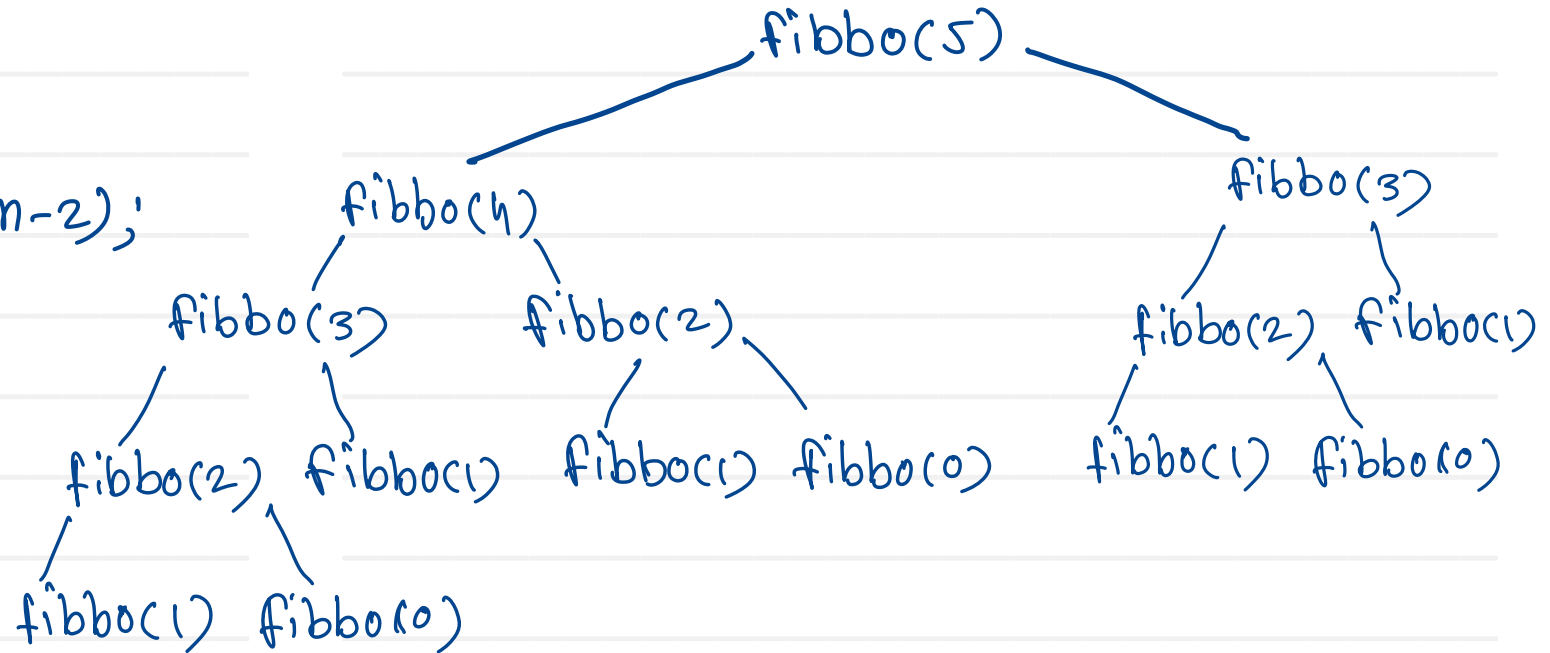 fibbo(5)
n-2); fibbo(4) fibbo(3)
fibbo(3) fibbo(2) fibbo(2) fibbo(1)
fibbo(2) fibbo(1) fibbo(1) fibbo(0) fibbo(1) fibbo(0)
fibbo(1) fibbo(0)